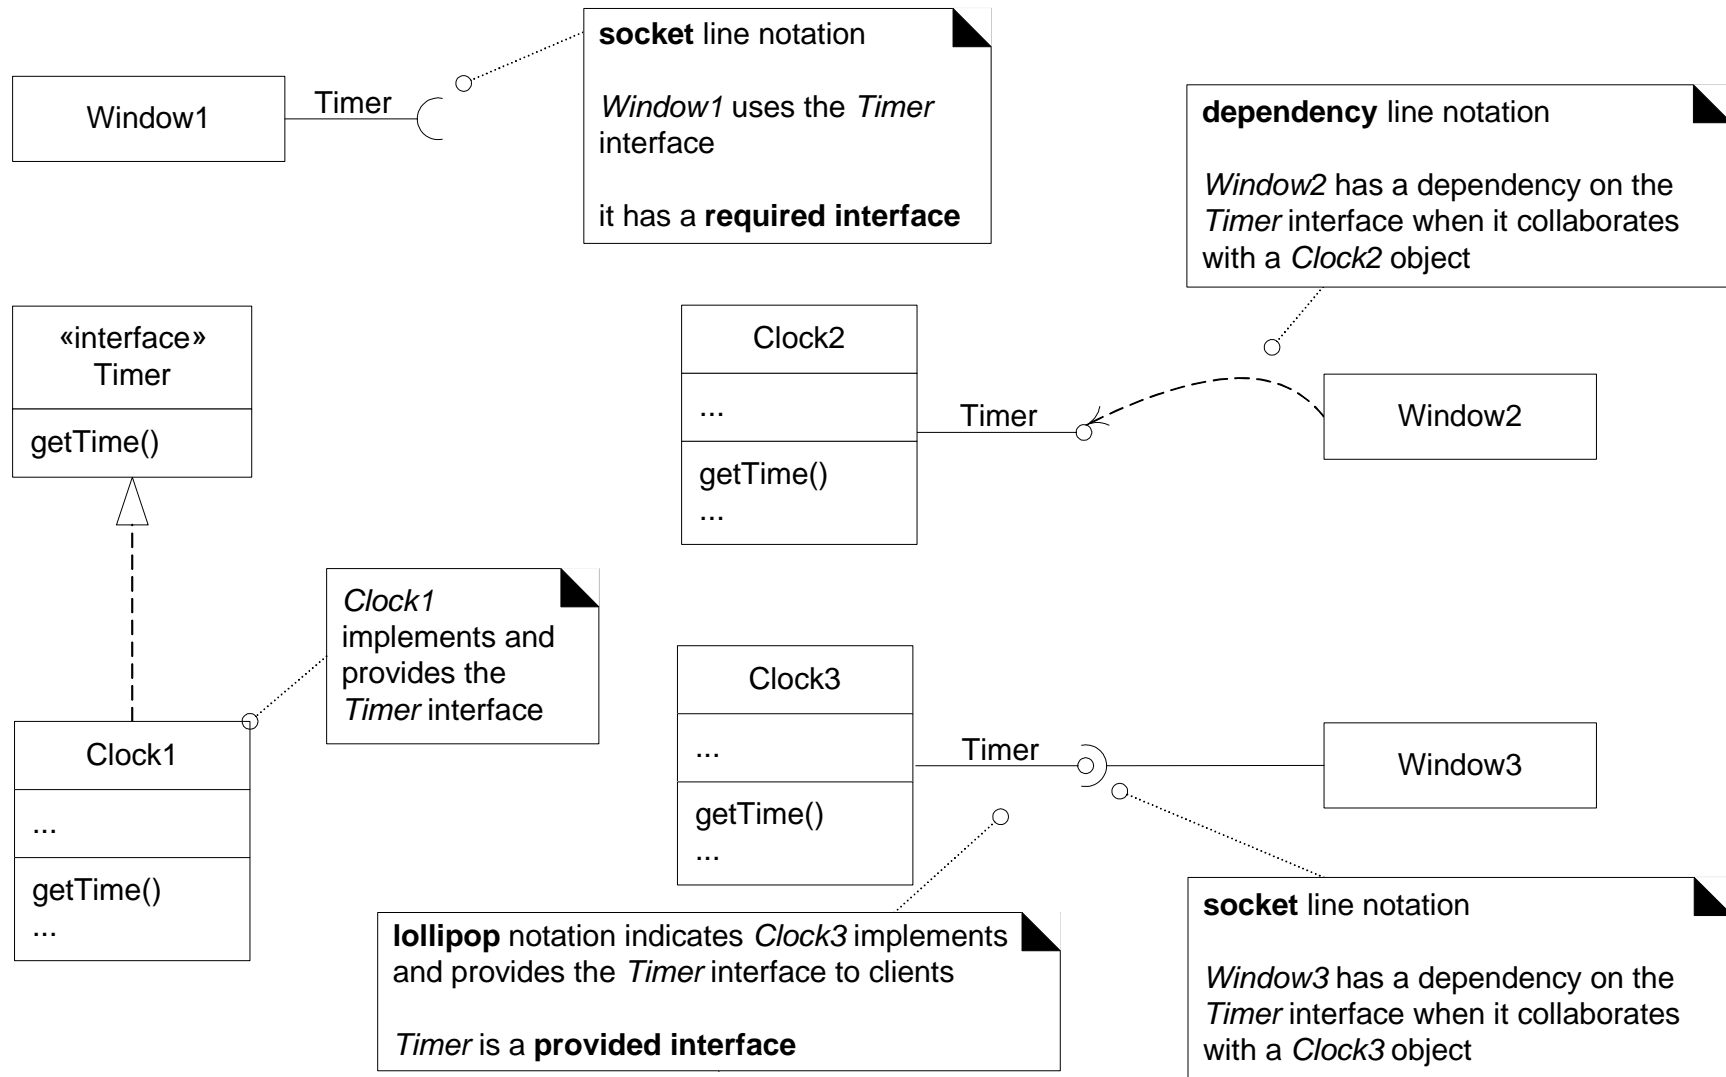 Window1
Timer
socket line notation
Window1 uses the Timer
interface
it has a required interface
dependency line notation
Window2 has a dependency on the
Timer interface when it collaborates
with a Clock2 object
«interface»
Timer
getTime()
Clock2
...
getTime()
...
Timer
Window2
Clock1
implements and
provides the
Timer interface
Clock1
...
getTime()
...
Clock3
...
getTime()
...
Timer
Window3
lollipop notation indicates Clock3 implements
and provides the Timer interface to clients
Timer is a provided interface
socket line notation
Window3 has a dependency on the
Timer interface when it collaborates
with a Clock3 object